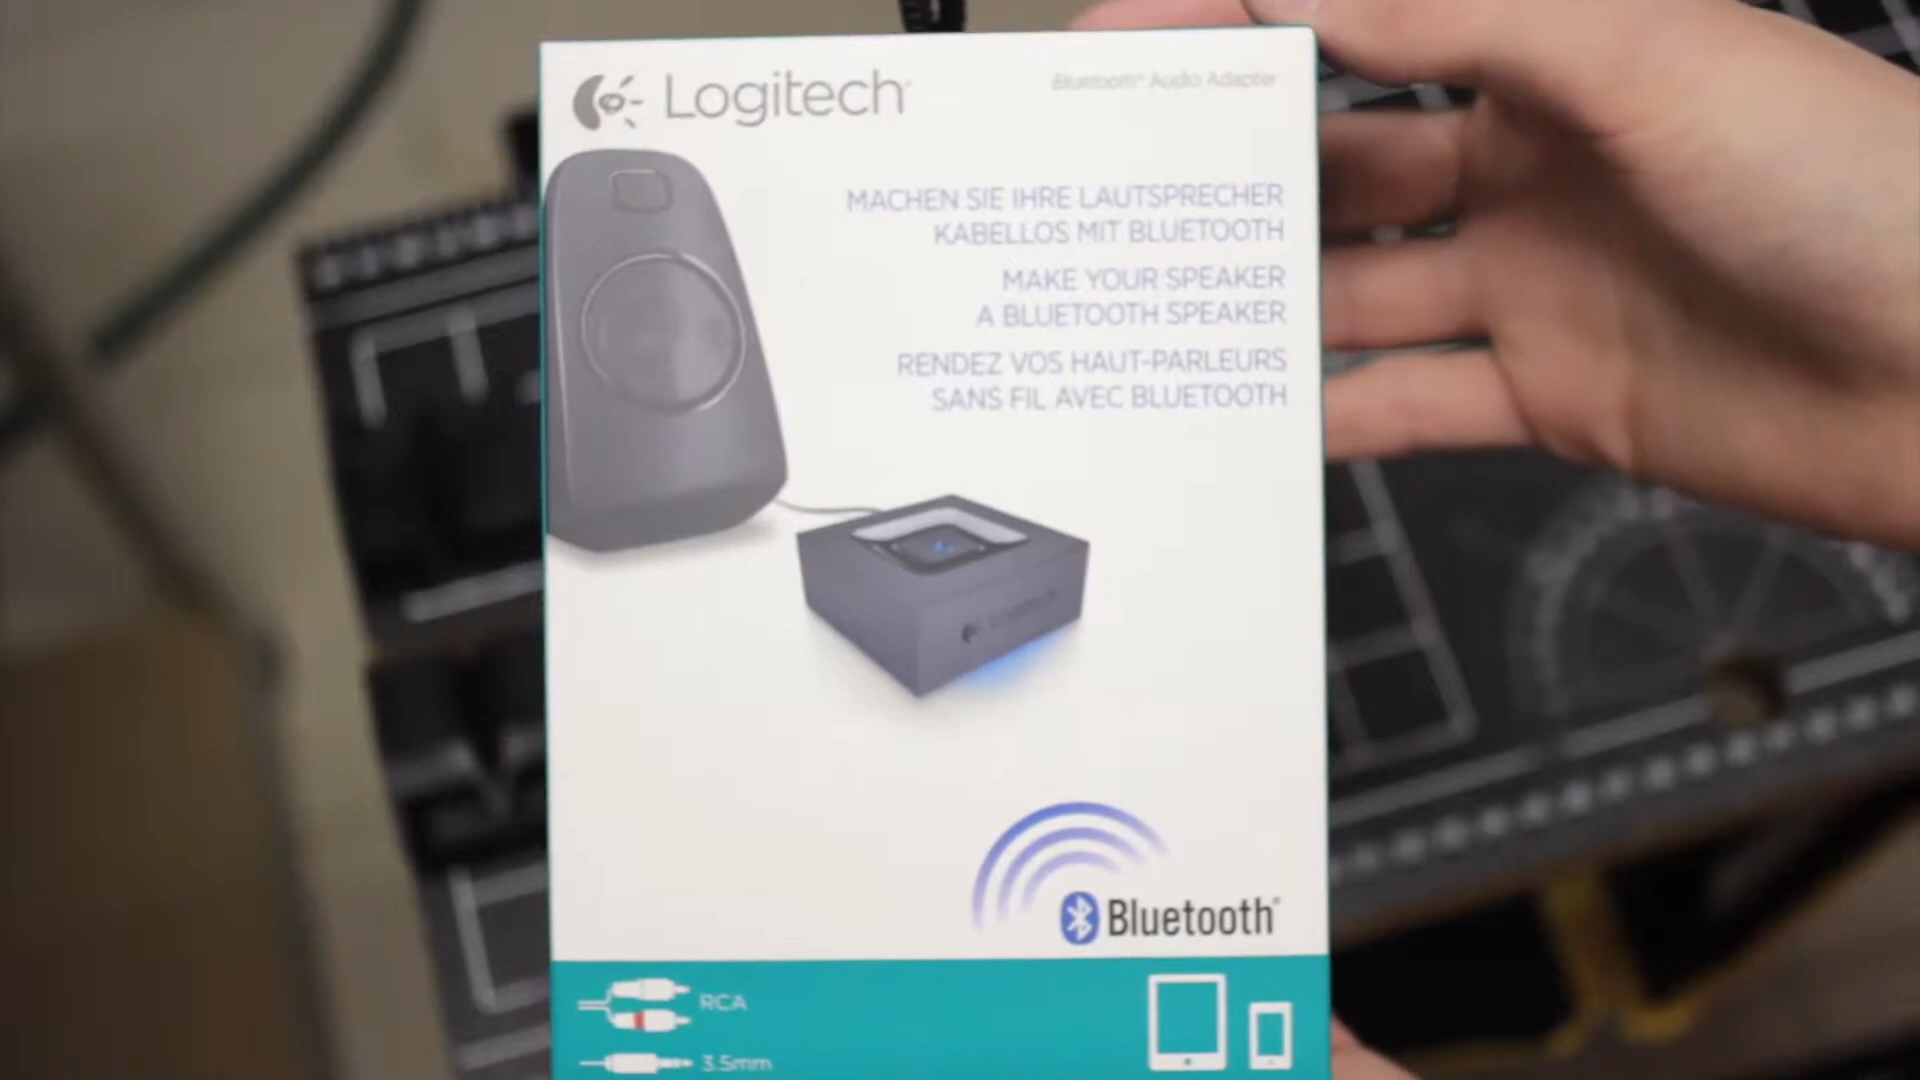 Logitech
Bluetooth® Audio Adapter
MACHEN SIE IHRE LAUTSPRECHER
KABELLOS MIT BLUETOOTH
MAKE YOUR SPEAKER
A BLUETOOTH SPEAKER
RENDEZ VOS HAUT-PARLEURS
SANS FIL AVEC BLUETOOTH
Logitech
Bluetooth®
RCA
3.5mm